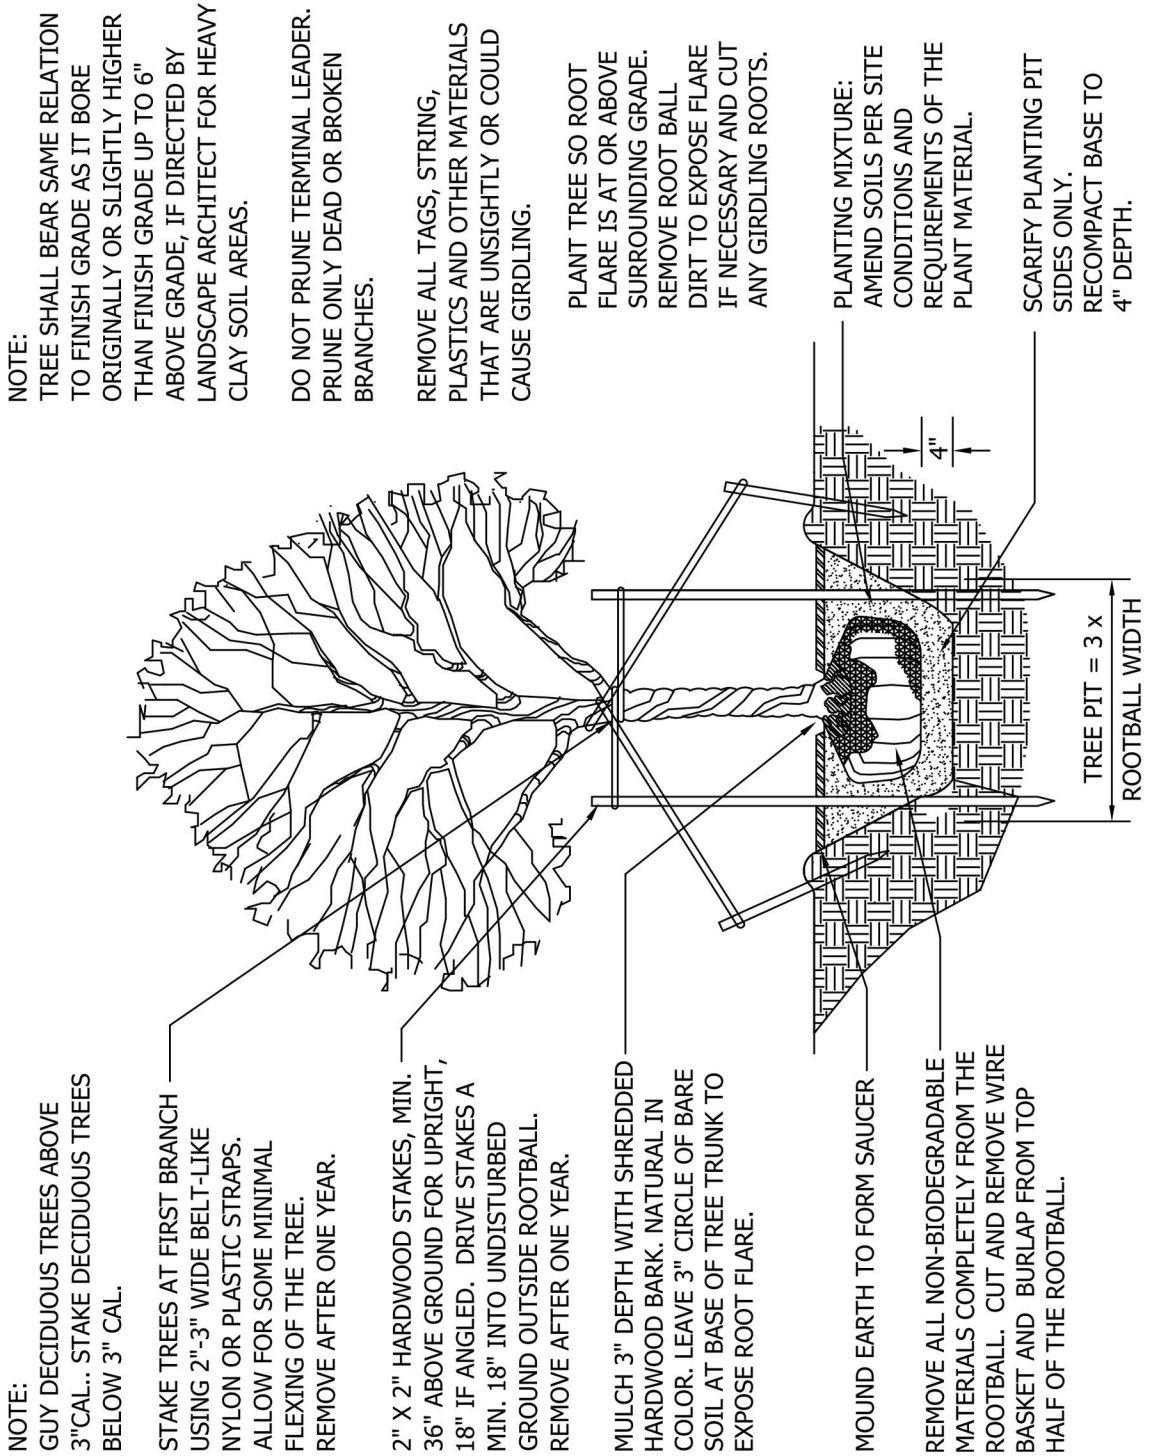 NOTE:
GUY DECIDUOUS TREES ABOVE
3"CAL.. STAKE DECIDUOUS TREES
BELOW 3" CAL.
STAKE TREES AT FIRST BRANCH
USING 2"-3" WIDE BELT-LIKE
NYLON OR PLASTIC STRAPS.
ALLOW FOR SOME MINIMAL
FLEXING OF THE TREE.
REMOVE AFTER ONE YEAR.
2" X 2" HARDWOOD STAKES, MIN.
36" ABOVE GROUND FOR UPRIGHT,
18" IF ANGLED. DRIVE STAKES A
MIN. 18" INTO UNDISTURBED
GROUND OUTSIDE ROOTBALL.
REMOVE AFTER ONE YEAR.
MULCH 3" DEPTH WITH SHREDDED
HARDWOOD BARK. NATURAL IN
COLOR. LEAVE 3" CIRCLE OF BARE
SOIL AT BASE OF TREE TRUNK TO
EXPOSE ROOT FLARE.
MOUND EARTH TO FORM SAUCER
REMOVE ALL NON-BIODEGRADABLE
MATERIALS COMPLETELY FROM THE
ROOTBALL. CUT AND REMOVE WIRE
BASKET AND BURLAP FROM TOP
HALF OF THE ROOTBALL.
NOTE:
TREE SHALL BEAR SAME RELATION
TO FINISH GRADE AS IT BORE
ORIGINALLY OR SLIGHTLY HIGHER
THAN FINISH GRADE UP TO 6"
ABOVE GRADE, IF DIRECTED BY
LANDSCAPE ARCHITECT FOR HEAVY
CLAY SOIL AREAS.
DO NOT PRUNE TERMINAL LEADER.
PRUNE ONLY DEAD OR BROKEN
BRANCHES.
REMOVE ALL TAGS, STRING,
PLASTICS AND OTHER MATERIALS
THAT ARE UNSIGHTLY OR COULD
CAUSE GIRDLING.
PLANT TREE SO ROOT
FLARE IS AT OR ABOVE
SURROUNDING GRADE.
REMOVE ROOT BALL
DIRT TO EXPOSE FLARE
IF NECESSARY AND CUT
ANY GIRDLING ROOTS.
PLANTING MIXTURE:
AMEND SOILS PER SITE
CONDITIONS AND
REQUIREMENTS OF THE
PLANT MATERIAL.
SCARIFY PLANTING PIT
SIDES ONLY.
RECOMPACT BASE TO
4" DEPTH.
4"
TREE PIT = 3 x
ROOTBALL WIDTH